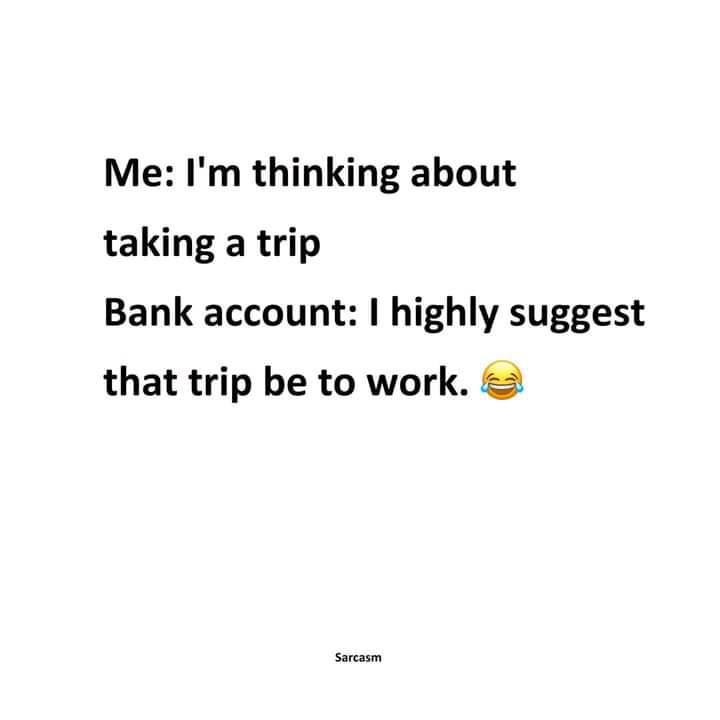 Me: I'm thinking about
taking a trip
Bank account: I highly suggest
that trip be to work. 😂
Sarcasm